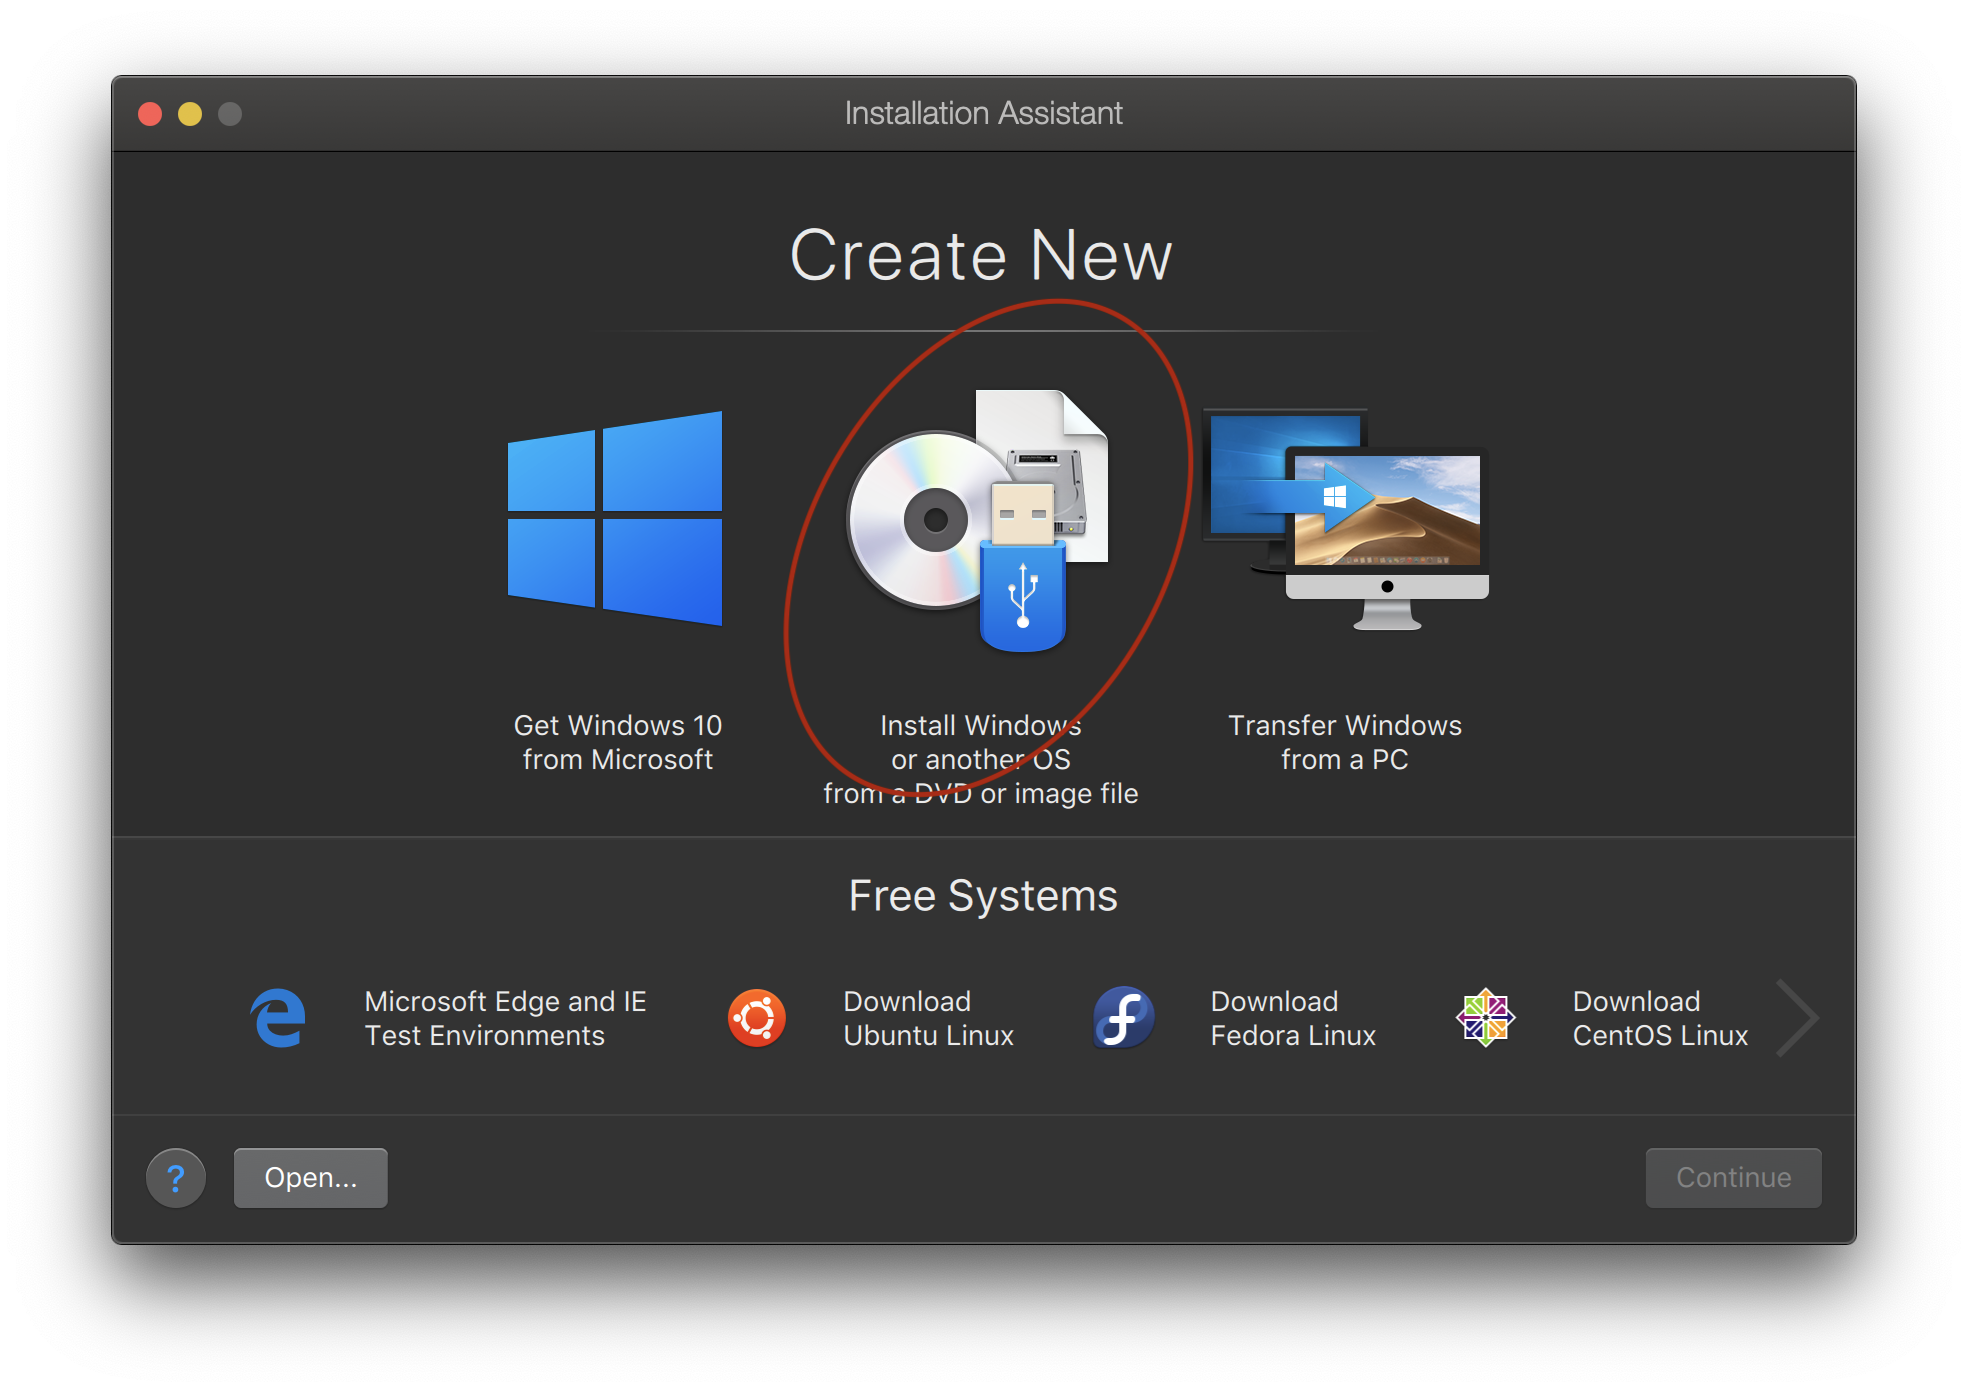 Installation Assistant
Create New
Get Windows 10
from Microsoft
Install Windows
or another OS
from a DVD or image file
Transfer Windows
from a PC
Free Systems
Microsoft Edge and IE
Test Environments
Download
Ubuntu Linux
Download
Fedora Linux
Download
CentOS Linux
?
Open...
Continue